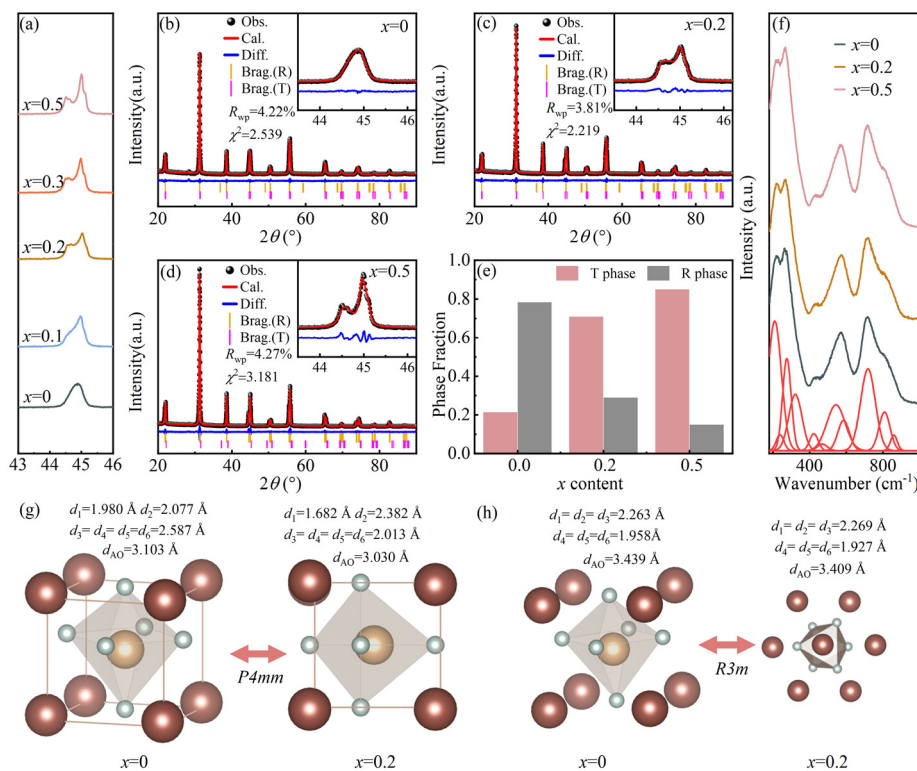 (a)
x=0.5
x=0.3
x=0.2
x=0.1
x=0
43 44 45 46
(b)
Obs.
Cal.
Diff.
Brag.(R)
Brag.(T)
Rwp=4.22%
χ²=2.539
x=0
44 45 46
Intensity(a.u.)
20 40 60 80
2θ(°)
(c)
Obs.
Cal.
Diff.
Brag.(R)
Brag.(T)
Rwp=3.81%
χ²=2.219
x=0.2
44 45 46
Intensity(a.u.)
20 40 60 80
2θ(°)
(d)
Obs.
Cal.
Diff.
Brag.(R)
Brag.(T)
Rwp=4.27%
χ²=3.181
x=0.5
44 45 46
Intensity(a.u.)
20 40 60 80
2θ(°)
(e)
T phase
R phase
Phase Fraction
1.0
0.8
0.6
0.4
0.2
0.0
0.0 0.2 0.5
x content
(f)
x=0
x=0.2
x=0.5
Intensity (a.u.)
400 800
Wavenumber (cm-1)
(g)
d1=1.980 Å d2=2.077 Å
d3= d4= d5=d6=2.587 Å
dAO=3.103 Å
d1=1.682 Å d2=2.382 Å
d3= d4= d5=d6=2.013 Å
dAO=3.030 Å
P4mm
x=0
x=0.2
(h)
d1= d2= d3=2.263 Å
d4= d5=d6=1.958Å
dAO=3.439 Å
d1= d2= d3=2.269 Å
d4= d5=d6=1.927 Å
dAO=3.409 Å
R3m
x=0
x=0.2